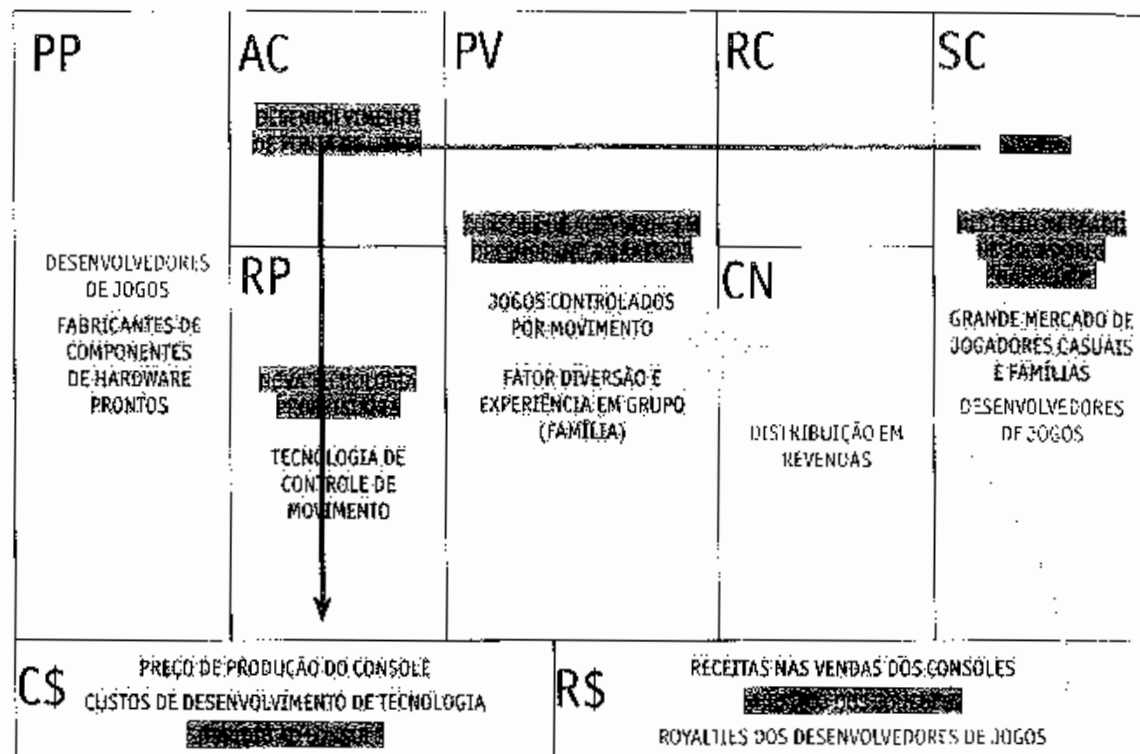 PP
AC
PV
RC
SC
DESENVOLVIMENTO
DESENVOLVEDORES
DE JOGOS
FABRICANTES DE
COMPONENTES
DE HARDWARE
PRONTOS
RP
NOVA TECNOLOGIA
TECNOLOGIA DE
CONTROLE DE
MOVIMENTO
JOGOS CONTROLADOS
POR MOVIMENTO
FATOR DIVERSÃO E
EXPERIÊNCIA EM GRUPO
(FAMÍLIA)
CN
DISTRIBUIÇÃO EM
REVENDAS
GRANDE MERCADO DE
JOGADORES CASUAIS
E FAMÍLIAS
DESENVOLVEDORES
DE JOGOS
C$
PREÇO DE PRODUÇÃO DO CONSOLE
CUSTOS DE DESENVOLVIMENTO DE TECNOLOGIA
R$
RECEITAS NAS VENDAS DOS CONSOLES
ROYALTIES DOS DESENVOLVEDORES DE JOGOS